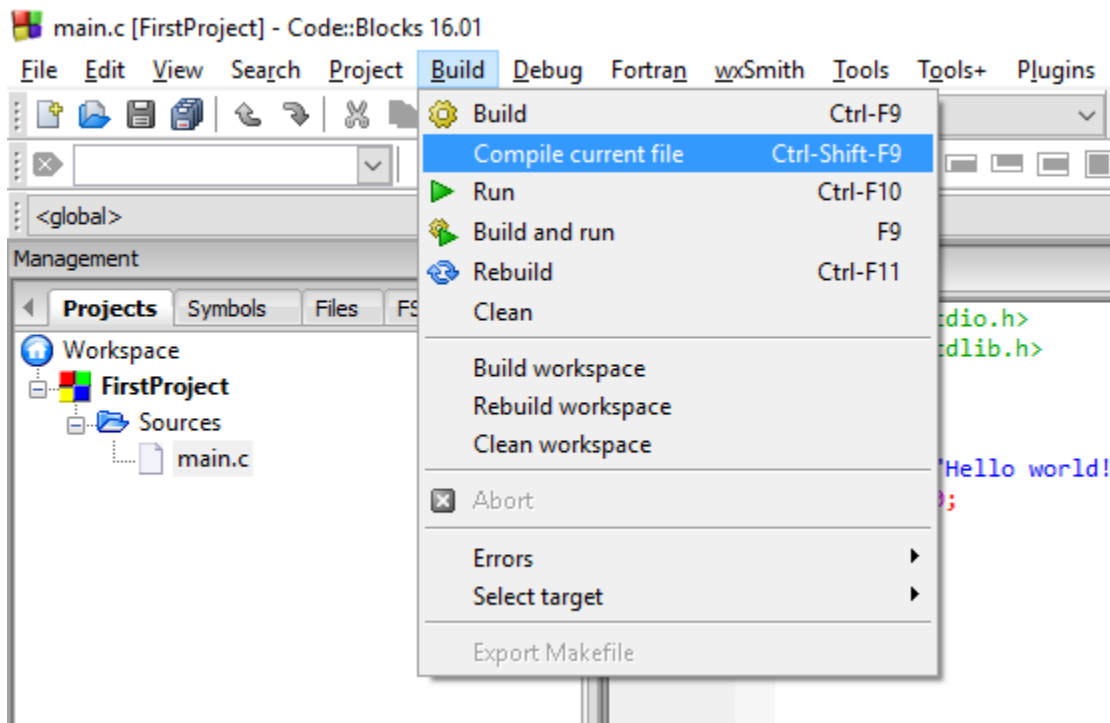 main.c [FirstProject] - Code::Blocks 16.01
File Edit View Search Project Build Debug Fortran wxSmith Tools Tools+ Plugins
Build Ctrl-F9
Compile current file Ctrl-Shift-F9
Run Ctrl-F10
Build and run F9
Rebuild Ctrl-F11
Clean
Build workspace
Rebuild workspace
Clean workspace
Abort
Errors
Select target
Export Makefile
<global>
Management
Projects Symbols Files FS
Workspace
FirstProject
Sources
main.c
dio.h>
dlib.h>
"Hello world!
;